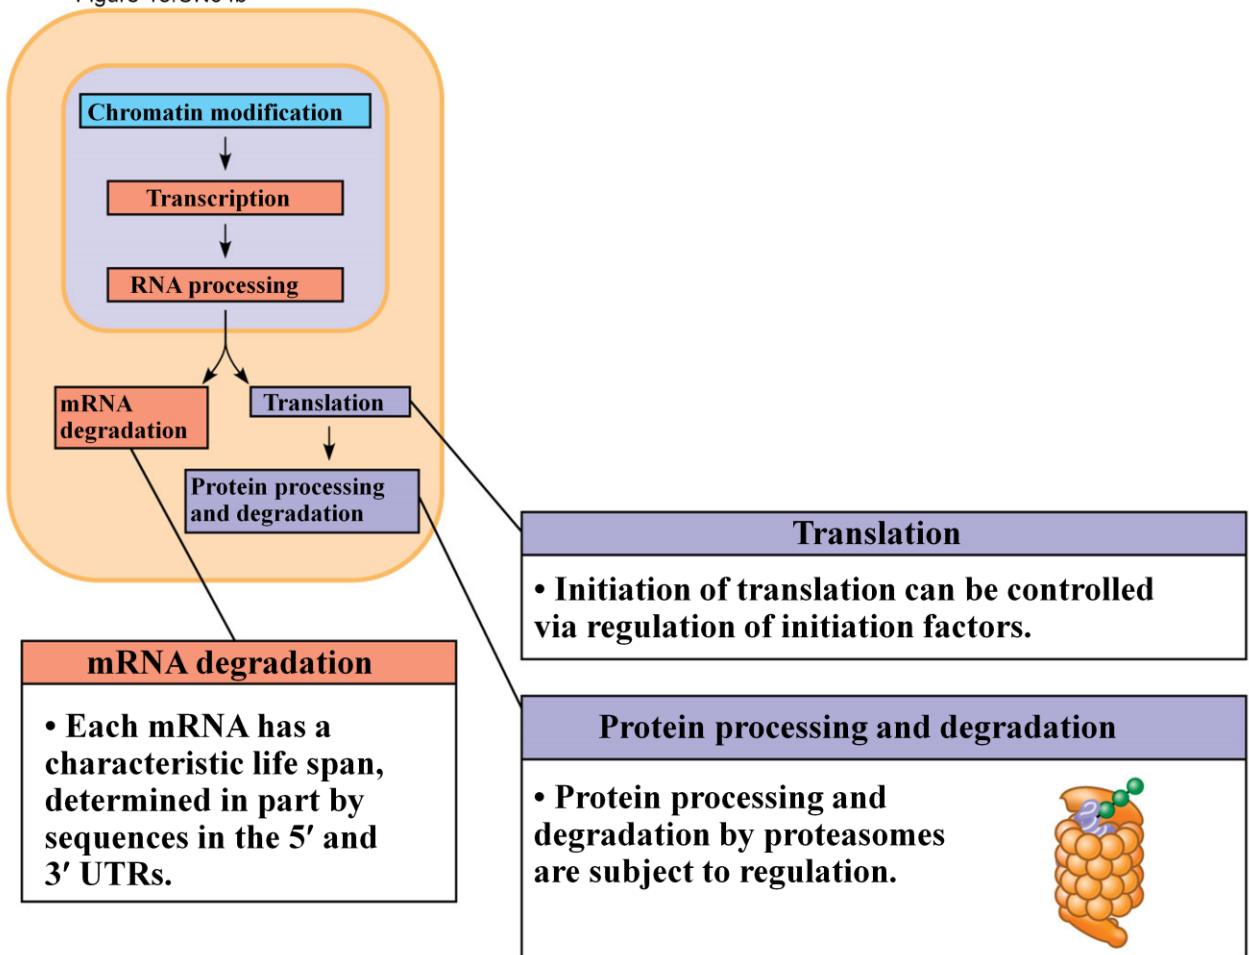 Chromatin modification
Transcription
RNA processing
mRNA
degradation
Translation
Protein processing
and degradation
Translation
• Initiation of translation can be controlled
via regulation of initiation factors.
mRNA degradation
• Each mRNA has a
characteristic life span,
determined in part by
sequences in the 5′ and
3′ UTRs.
Protein processing and degradation
• Protein processing and
degradation by proteasomes
are subject to regulation.